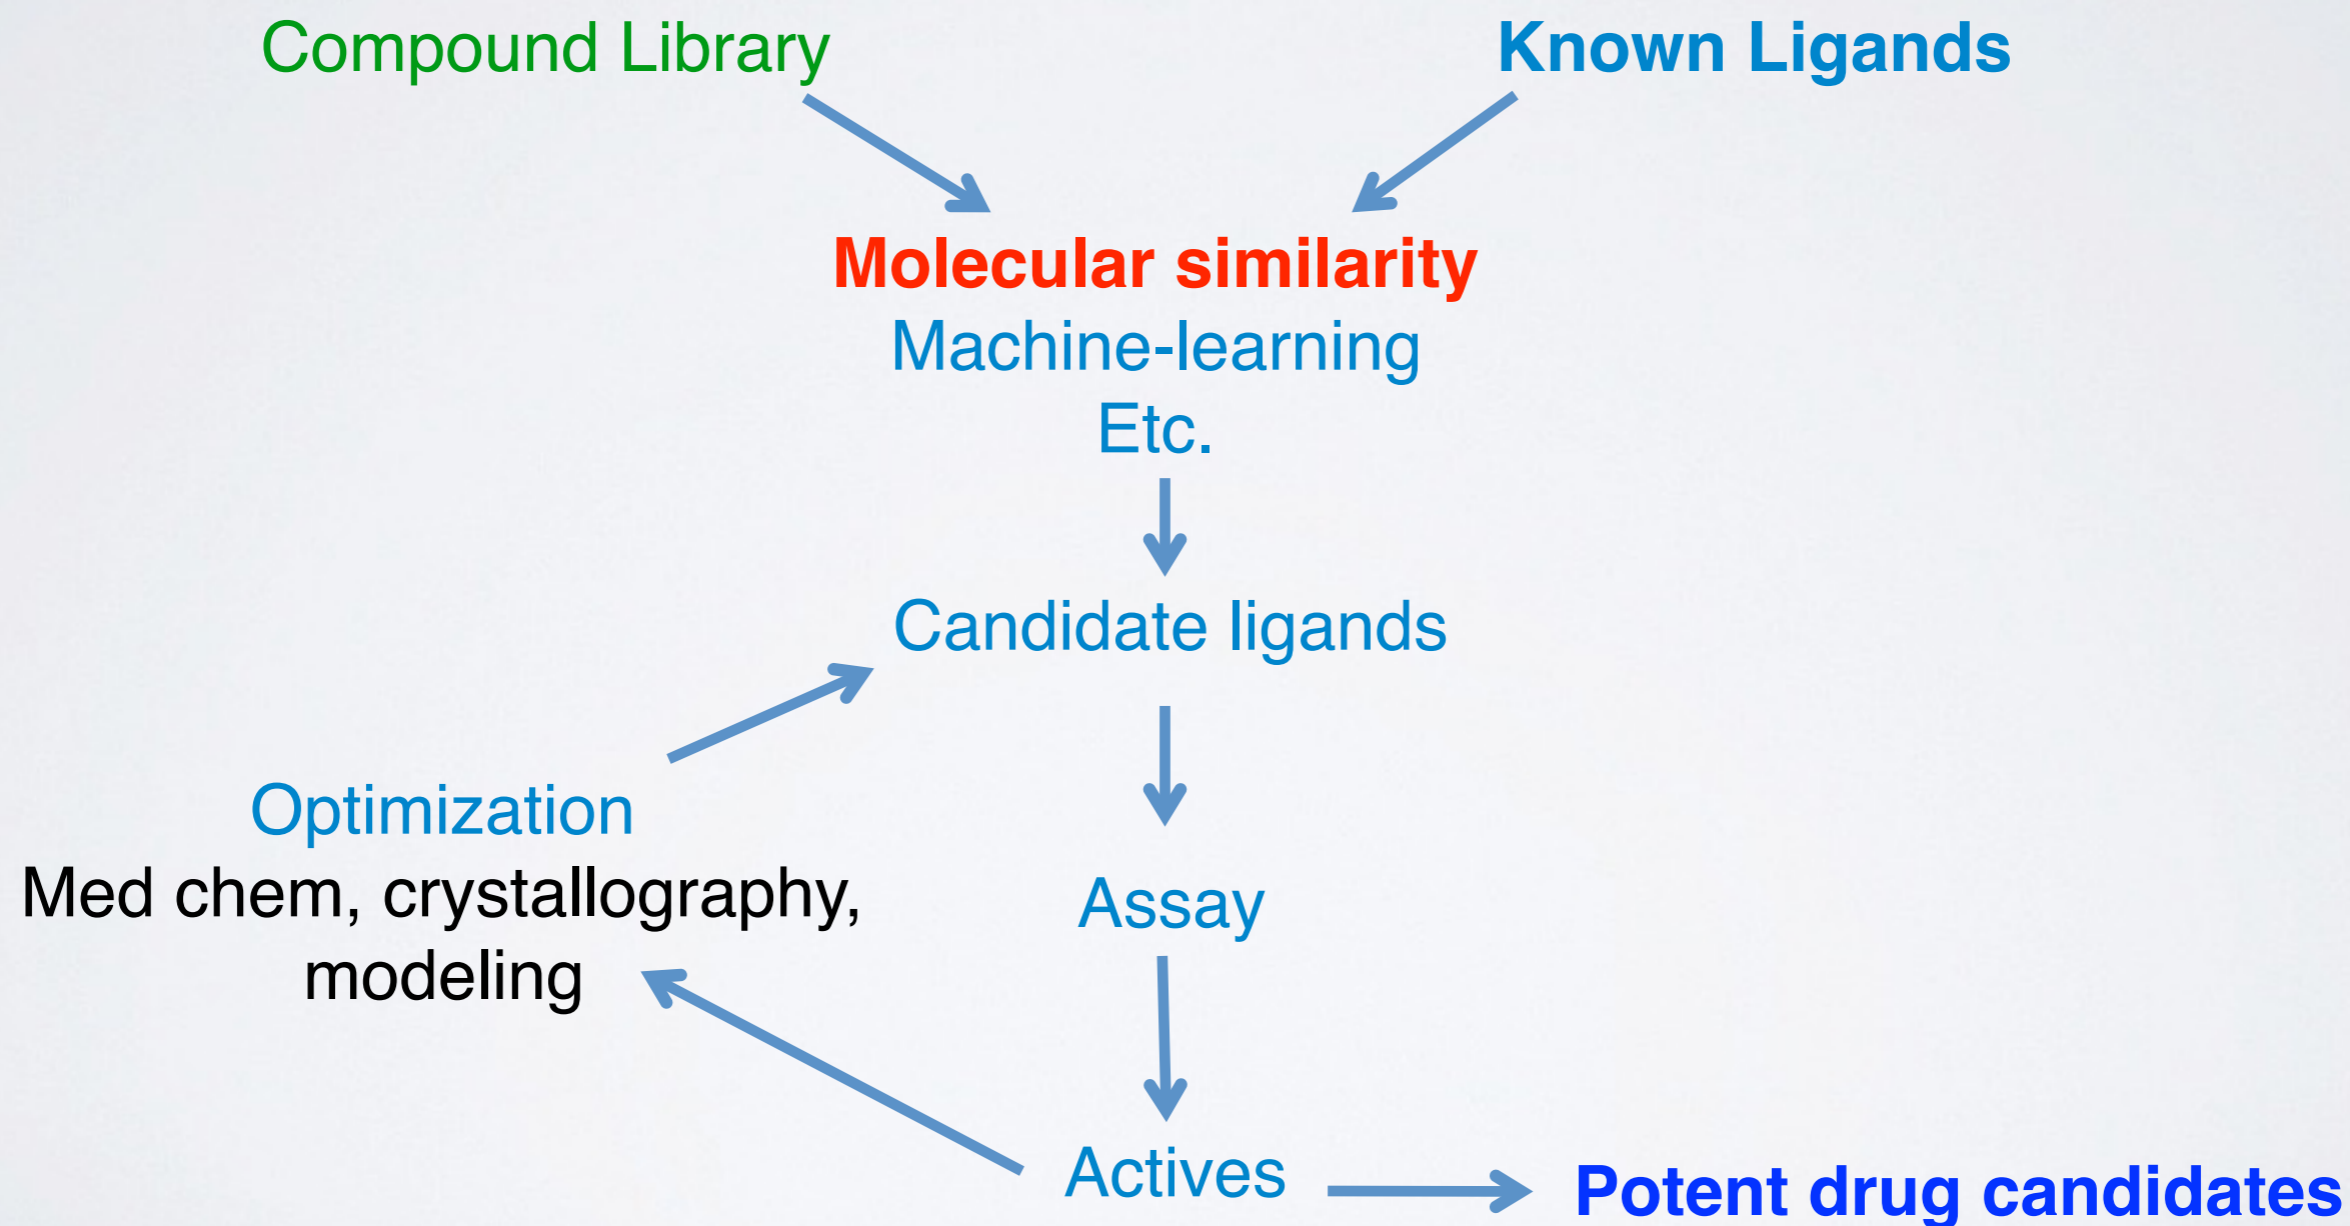 Compound Library
Known Ligands
Molecular similarity
Machine-learning
Etc.
Candidate ligands
Optimization
Med chem, crystallography,
modeling
Assay
Actives
Potent drug candidates